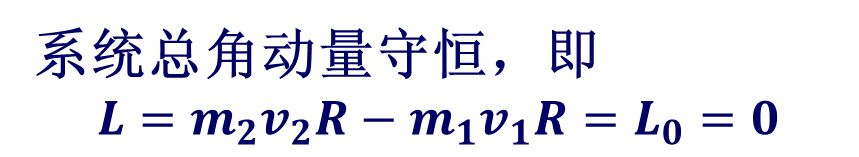 系统总角动量守恒，即
L = m₂v₂R − m₁v₁R = L₀ = 0